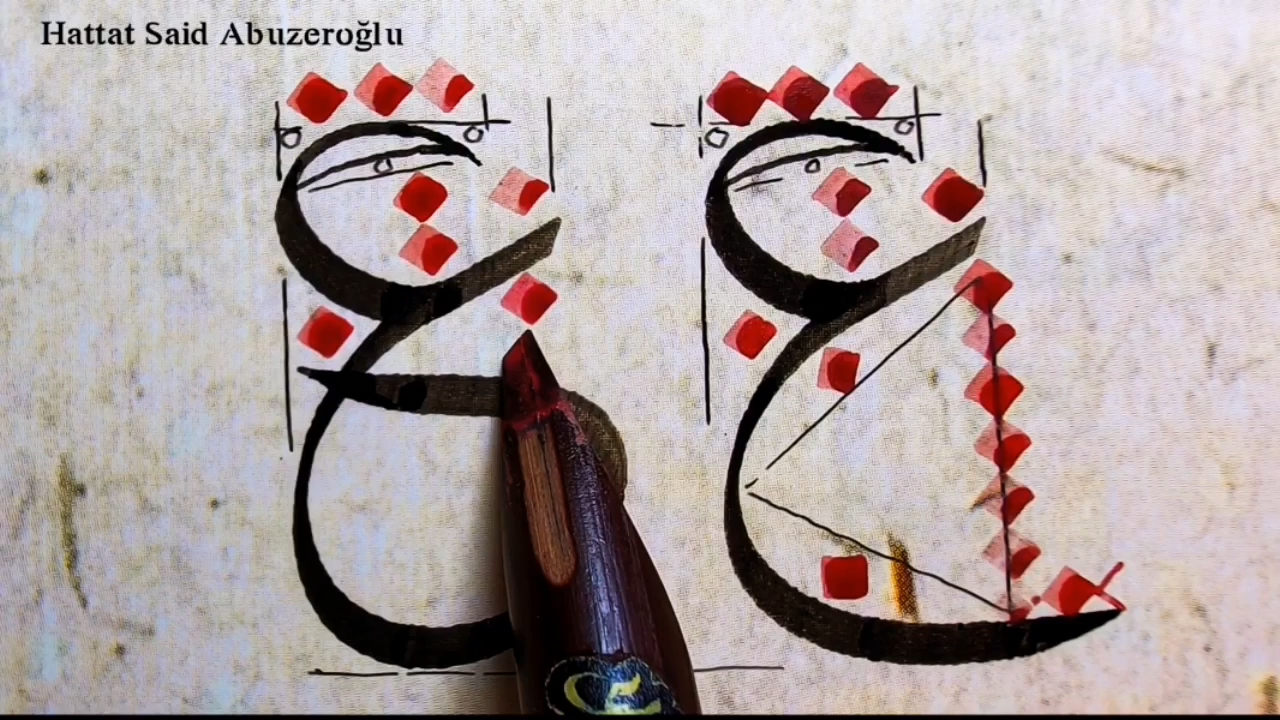 Hattat Said Abuzeroğlu
ع ع